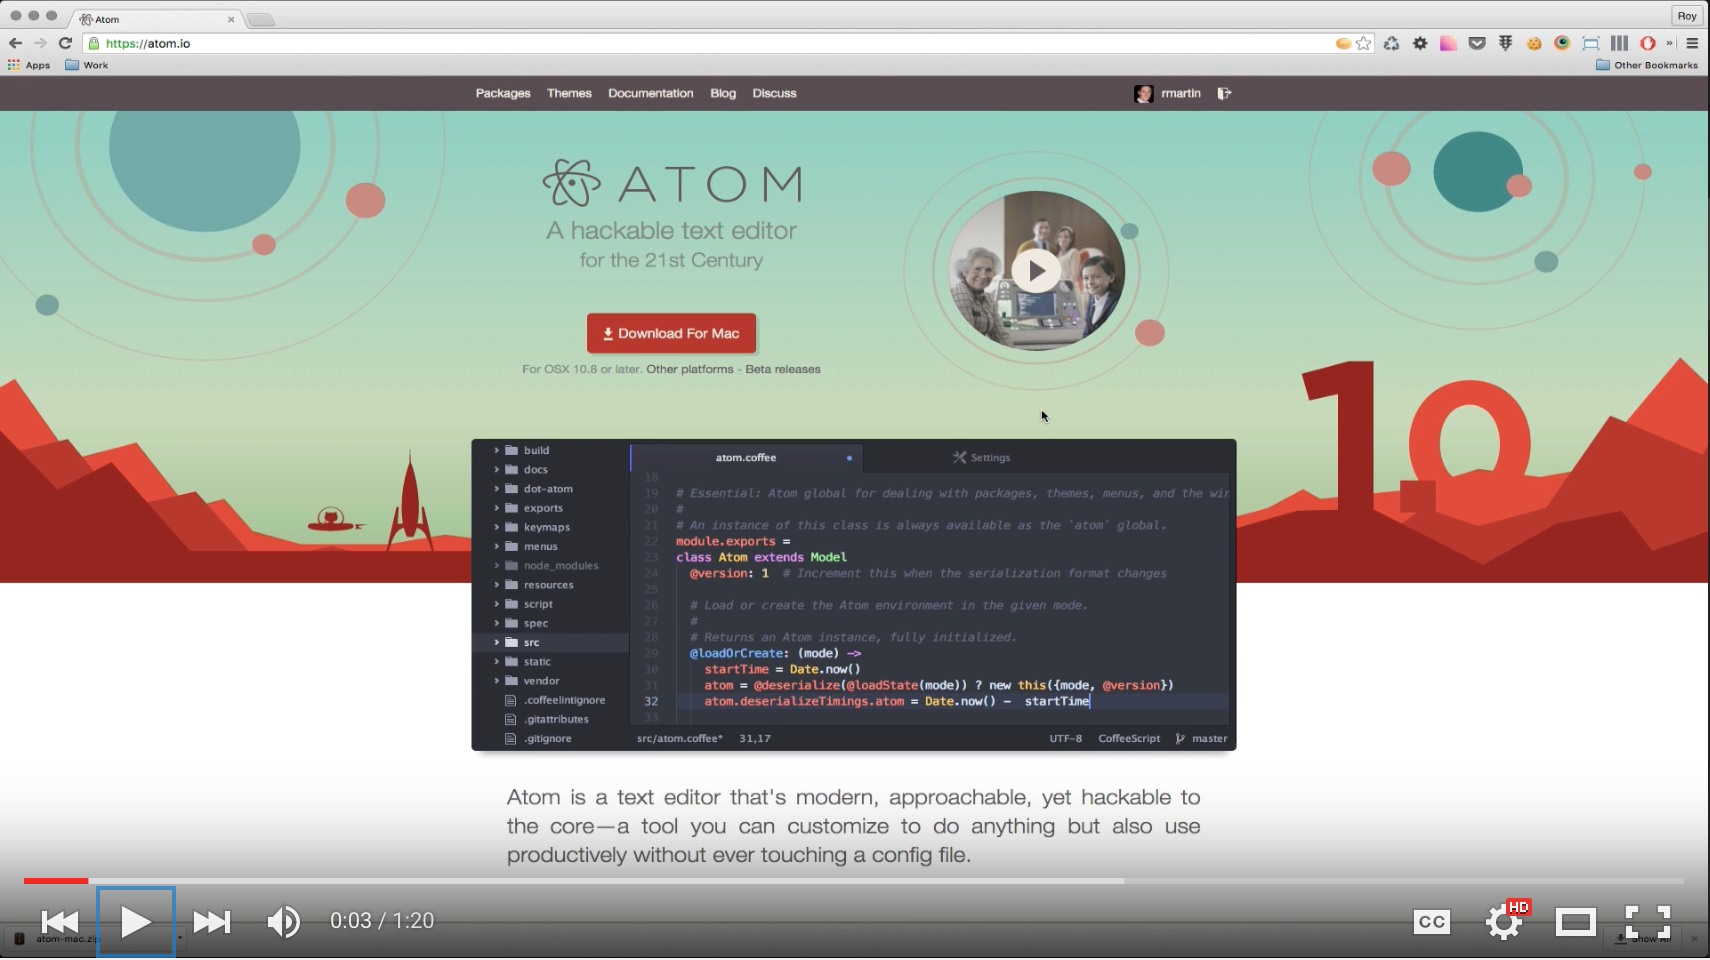 Atom
Roy
https://atom.io
Apps Work Other Bookmarks
Packages Themes Documentation Blog Discuss rmartin
ATOM
A hackable text editor
for the 21st Century
Download For Mac
For OSX 10.8 or later. Other platforms - Beta releases
1.0
build
docs
dot-atom
exports
keymaps
menus
node_modules
resources
script
spec
src
static
vendor
.coffeelintignore
.gitattributes
.gitignore
atom.coffee Settings
18
19 # Essential: Atom global for dealing with packages, themes, menus, and the win
20 #
21 # An instance of this class is always available as the `atom` global.
22 module.exports =
23 class Atom extends Model
24 @version: 1 # Increment this when the serialization format changes
25
26 # Load or create the Atom environment in the given mode.
27 #
28 # Returns an Atom instance, fully initialized.
29 @loadOrCreate: (mode) ->
30 startTime = Date.now()
31 atom = @deserialize(@loadState(mode)) ? new this({mode, @version})
32 atom.deserializeTimings.atom = Date.now() - startTime
33
src/atom.coffee* 31,17 UTF-8 CoffeeScript master
Atom is a text editor that's modern, approachable, yet hackable to
the core—a tool you can customize to do anything but also use
productively without ever touching a config file.
0:03 / 1:20 CC HD
atom-mac.zip Show All